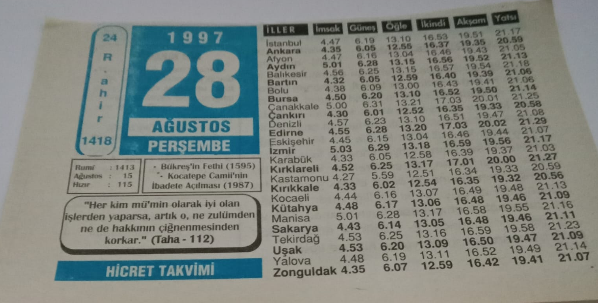 24
R.ahir
1418
1997
28
AĞUSTOS
PERŞEMBE
Rumi : 1413
Ağustos : 15
Hızır : 115
· Bükreş'in Fethi (1595)
· Kocatepe Camii'nin
İbadete Açılması (1987)
"Her kim mü'min olarak iyi olan
işlerden yaparsa, artık o, ne zulümden
ne de hakkının çiğnenmesinden
korkar." (Taha - 112)
HİCRET TAKVİMİ
İLLER İmsak Güneş Öğle İkindi Akşam Yatsı
İstanbul 4.47 6.19 13.10 16.53 19.51 21.17
Ankara 4.35 6.05 12.55 16.37 19.35 20.59
Afyon 4.47 6.16 13.04 16.46 19.43 21.05
Aydın 5.01 6.28 13.15 16.56 19.52 21.13
Balıkesir 4.56 6.25 13.15 16.57 19.54 21.18
Bartın 4.32 6.05 12.59 16.40 19.39 21.06
Bolu 4.38 6.09 13.00 16.43 19.41 21.06
Bursa 4.50 6.20 13.10 16.52 19.50 21.14
Çanakkale 5.00 6.31 13.21 17.03 20.01 21.25
Çankırı 4.30 6.01 12.52 16.35 19.33 20.58
Denizli 4.57 6.23 13.10 16.51 19.47 21.08
Edirne 4.55 6.28 13.20 17.03 20.02 21.29
Eskişehir 4.45 6.15 13.04 16.46 19.44 21.07
İzmir 5.03 6.29 13.18 16.59 19.56 21.17
Karabük 4.33 6.05 12.58 16.39 19.37 21.03
Kırklareli 4.52 6.25 13.17 17.01 20.00 21.27
Kastamonu 4.27 5.59 12.51 16.34 19.33
Kırıkkale 4.33 6.02 12.54 16.35 19.32 20.56
Kocaeli 4.44 6.16 13.07 16.49 19.48 21.13
Kütahya 4.48 6.17 13.06 16.48 19.46 21.09
Manisa 5.01 6.28 13.17 16.58 19.55 21.16
Sakarya 4.43 6.14 13.05 16.48 19.46 21.11
Tekirdağ 4.53 6.25 13.16 16.59 19.58 21.23
Uşak 4.53 6.20 13.09 16.50 19.47 21.09
Yalova 4.48 6.19 13.11 16.52 19.49 21.14
Zonguldak 4.35 6.07 12.59 16.42 19.41 21.07